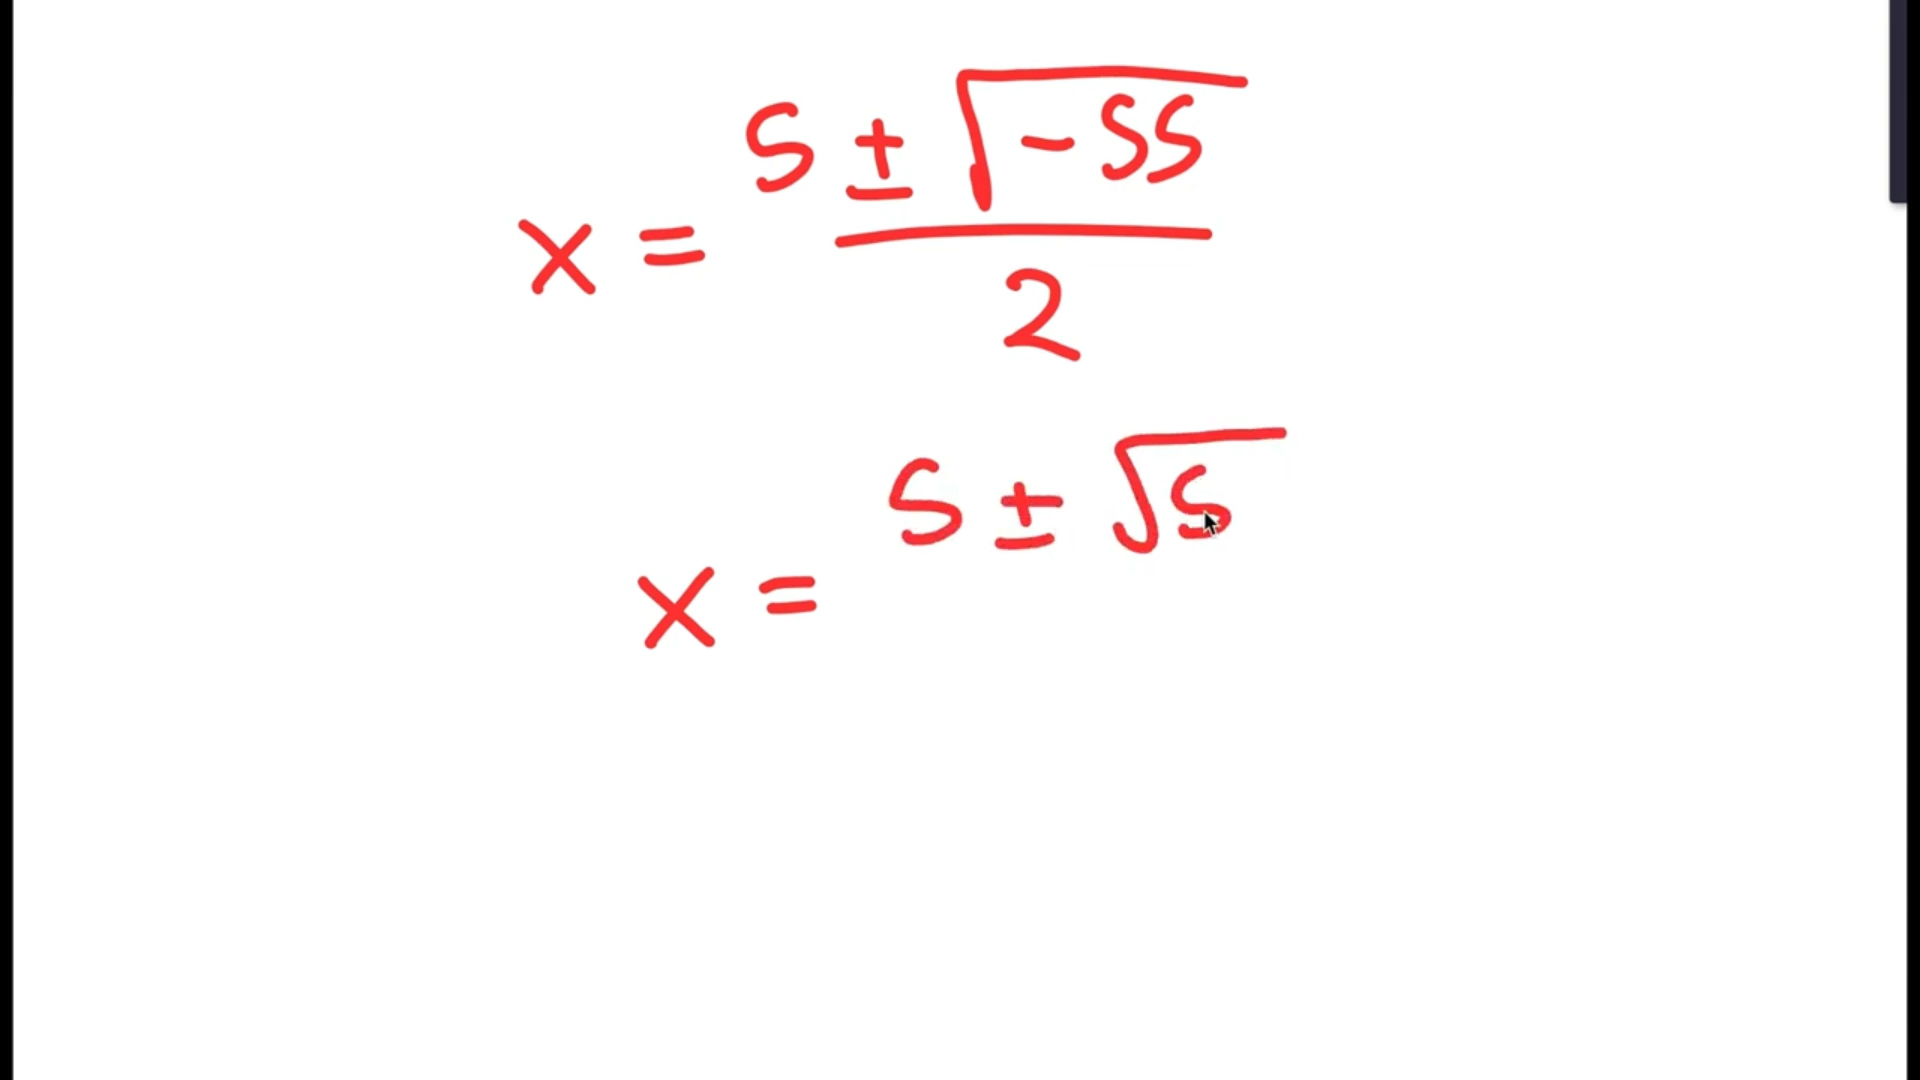 x = 5 ± √-55 / 2
x = 5 ± √5